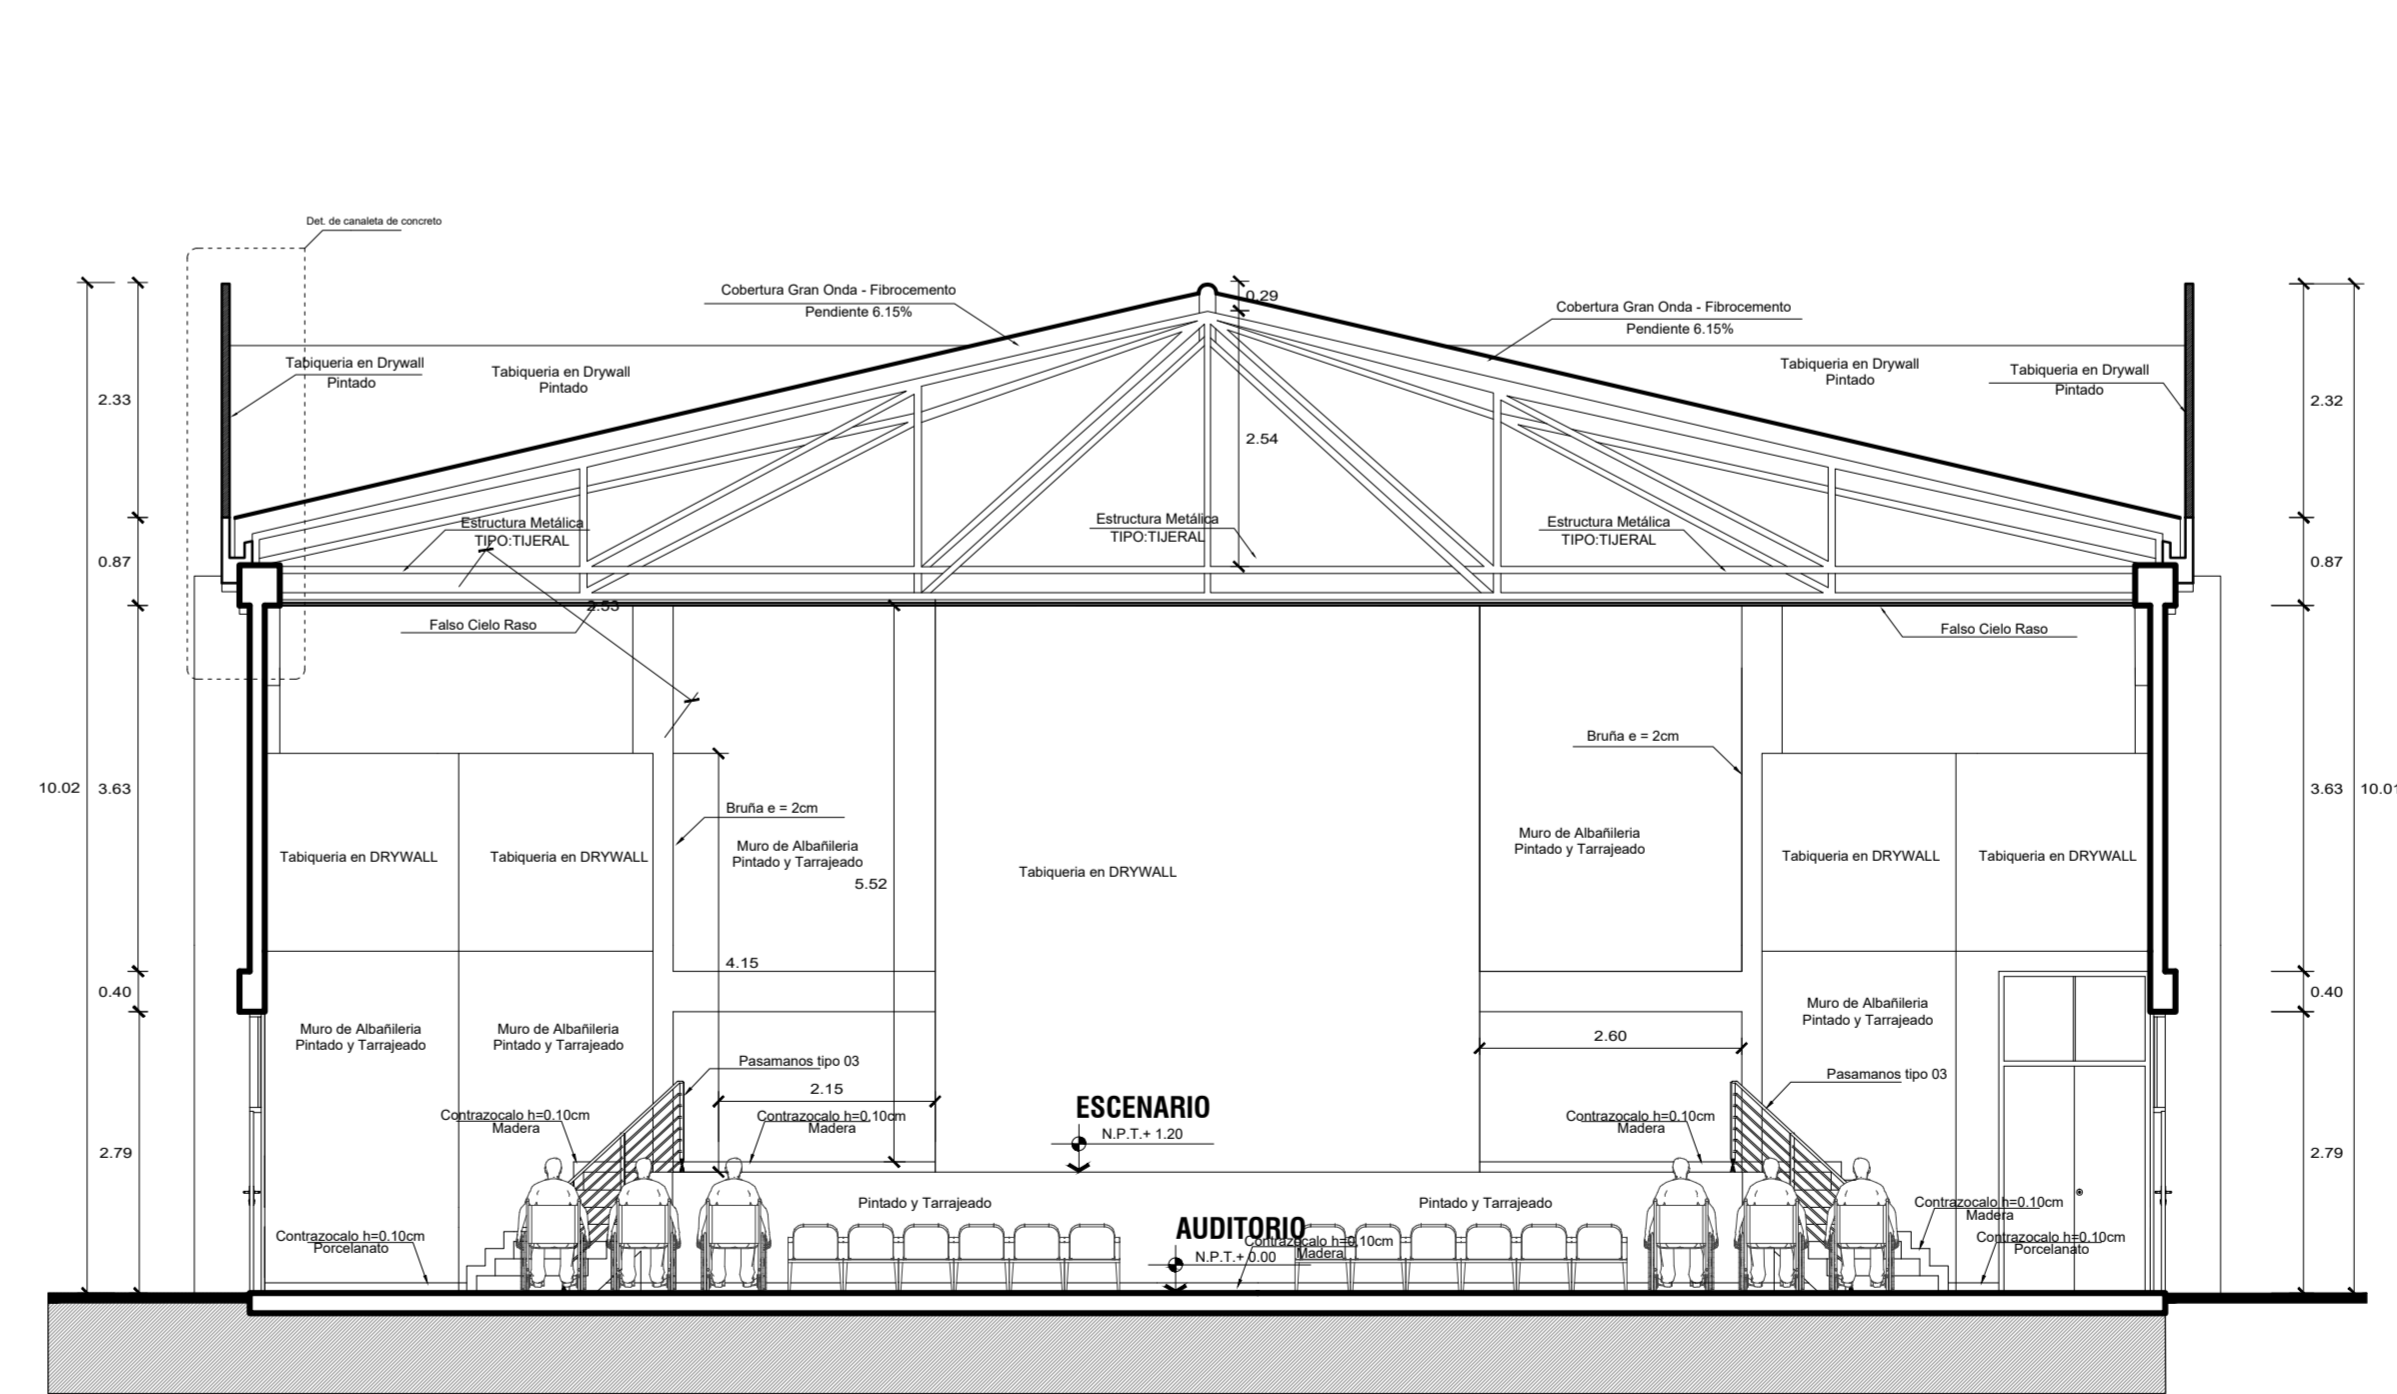 Det. de canaleta de concreto
Cobertura Gran Onda - Fibrocemento
Pendiente 6.15%
0.29
Cobertura Gran Onda - Fibrocemento
Pendiente 6.15%
Tabiqueria en Drywall
Pintado
Tabiqueria en Drywall
Pintado
Tabiqueria en Drywall
Pintado
Tabiqueria en Drywall
Pintado
2.33
2.54
2.32
Estructura Metálica
TIPO:TIJERAL
Estructura Metálica
TIPO:TIJERAL
Estructura Metálica
TIPO:TIJERAL
0.87
0.87
2.53
Falso Cielo Raso
Falso Cielo Raso
Bruña e = 2cm
10.02
3.63
3.63
10.01
Bruña e = 2cm
Muro de Albañileria
Pintado y Tarrajeado
Muro de Albañileria
Pintado y Tarrajeado
Tabiqueria en DRYWALL
Tabiqueria en DRYWALL
Tabiqueria en DRYWALL
Tabiqueria en DRYWALL
Tabiqueria en DRYWALL
5.52
4.15
0.40
0.40
Muro de Albañileria
Pintado y Tarrajeado
Muro de Albañileria
Pintado y Tarrajeado
Muro de Albañileria
Pintado y Tarrajeado
2.60
Pasamanos tipo 03
Pasamanos tipo 03
2.15
ESCENARIO
N.P.T.+ 1.20
Contrazocalo h=0.10cm
Madera
Contrazocalo h=0.10cm
Madera
Contrazocalo h=0.10cm
Madera
2.79
2.79
Pintado y Tarrajeado
Pintado y Tarrajeado
Contrazocalo h=0.10cm
Madera
AUDITORIO
N.P.T.+ 0.00
Contrazocalo h=0.10cm
Madera
Contrazocalo h=0.10cm
Porcelanato
Contrazocalo h=0.10cm
Porcelanato